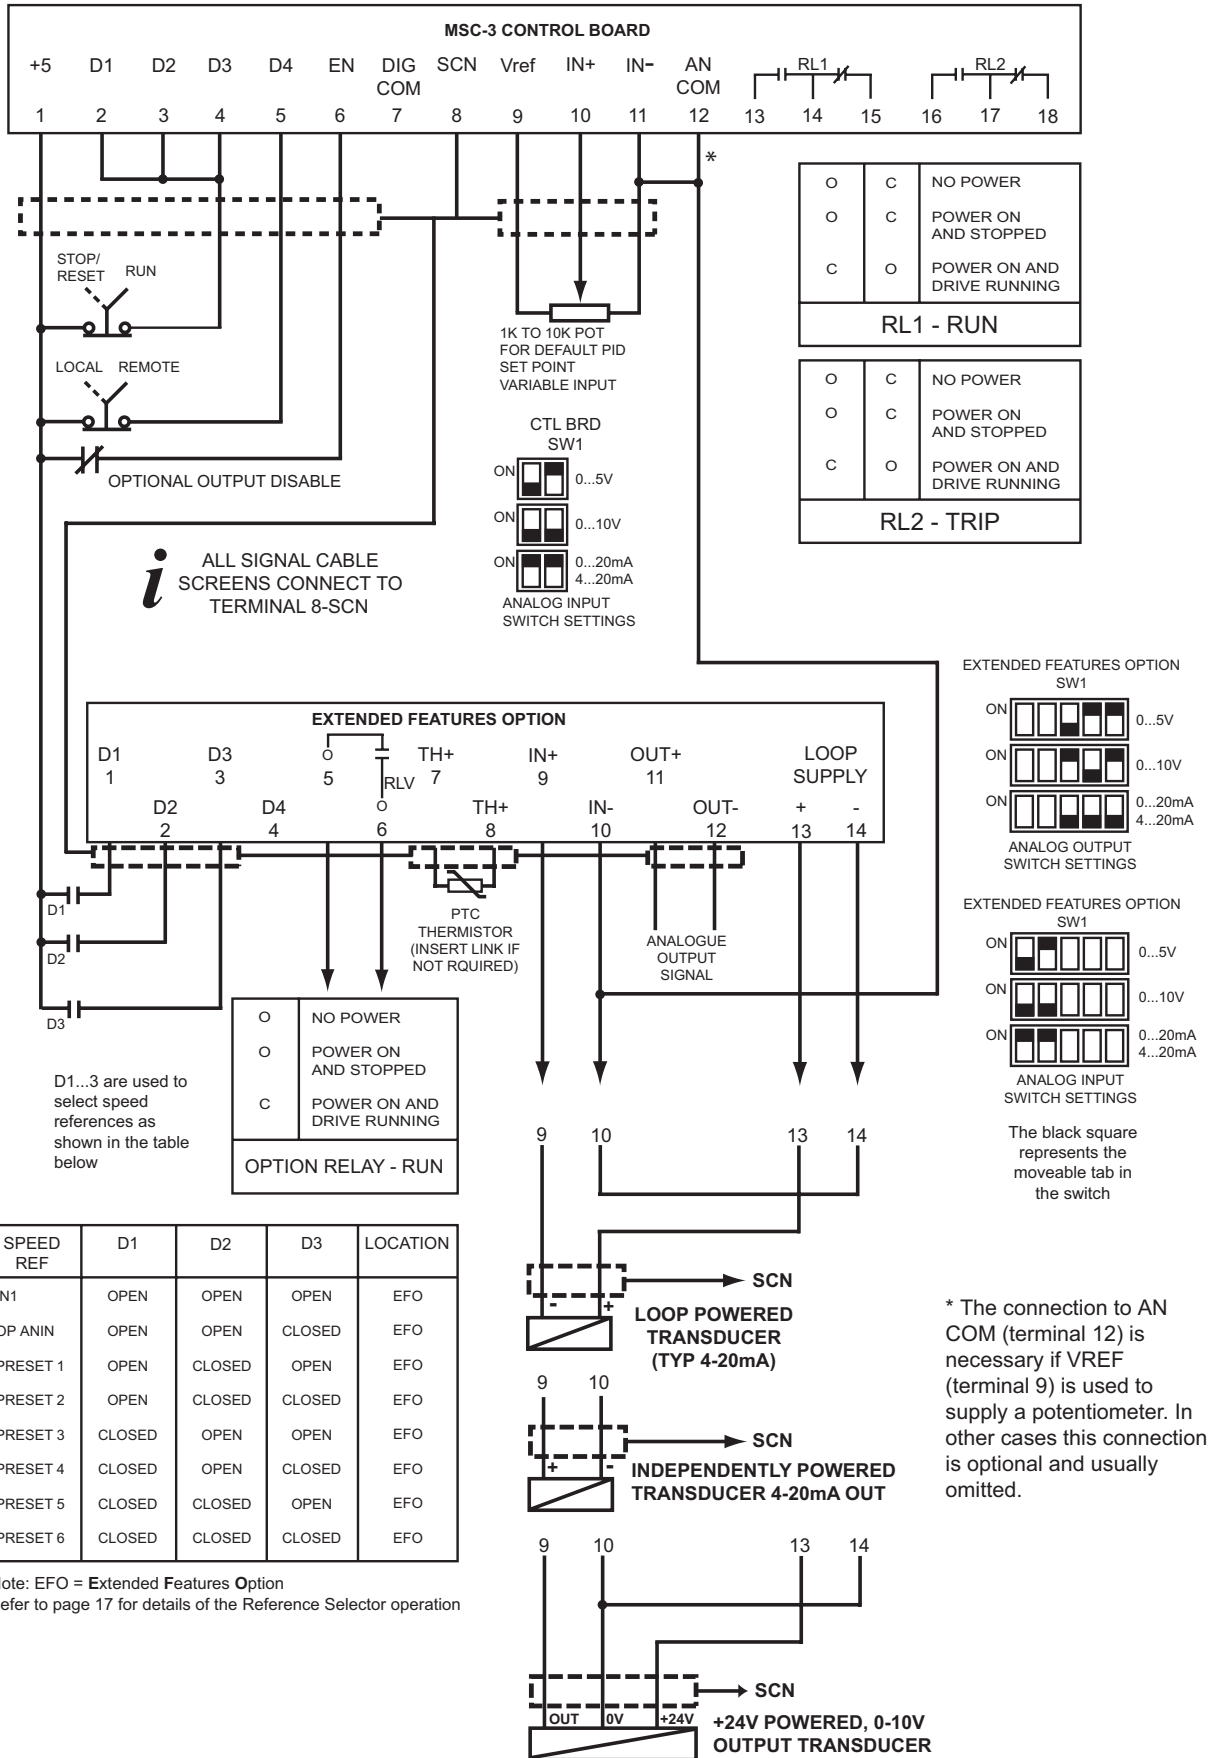 MSC-3 CONTROL BOARD
+5 D1 D2 D3 D4 EN DIG COM SCN Vref IN+ IN- AN COM RL1 RL2
1 2 3 4 5 6 7 8 9 10 11 12 13 14 15 16 17 18
*
STOP/
RESET
RUN
LOCAL REMOTE
OPTIONAL OUTPUT DISABLE
1K TO 10K POT
FOR DEFAULT PID
SET POINT
VARIABLE INPUT
O C NO POWER
O C POWER ON
AND STOPPED
C O POWER ON AND
DRIVE RUNNING
RL1 - RUN
O C NO POWER
O C POWER ON
AND STOPPED
C O POWER ON AND
DRIVE RUNNING
RL2 - TRIP
CTL BRD
SW1
ON 0...5V
ON 0...10V
ON 0...20mA
4...20mA
ANALOG INPUT
SWITCH SETTINGS
i
ALL SIGNAL CABLE
SCREENS CONNECT TO
TERMINAL 8-SCN
EXTENDED FEATURES OPTION
D1 D3 O TH+ IN+ OUT+ LOOP
1 3 5 RLV 7 9 11 SUPPLY
D2 D4 O TH+ IN- OUT- + -
2 4 6 8 10 12 13 14
D1
D2
D3
PTC
THERMISTOR
(INSERT LINK IF
NOT RQUIRED)
ANALOGUE
OUTPUT
SIGNAL
EXTENDED FEATURES OPTION
SW1
ON 0...5V
ON 0...10V
ON 0...20mA
4...20mA
ANALOG OUTPUT
SWITCH SETTINGS
EXTENDED FEATURES OPTION
SW1
ON 0...5V
ON 0...10V
ON 0...20mA
4...20mA
ANALOG INPUT
SWITCH SETTINGS
The black square
represents the
moveable tab in
the switch
D1...3 are used to
select speed
references as
shown in the table
below
O NO POWER
O POWER ON
AND STOPPED
C POWER ON AND
DRIVE RUNNING
OPTION RELAY - RUN
SPEED
REF
D1 D2 D3 LOCATION
N1 OPEN OPEN OPEN EFO
OP ANIN OPEN OPEN CLOSED EFO
PRESET 1 OPEN CLOSED OPEN EFO
PRESET 2 OPEN CLOSED CLOSED EFO
PRESET 3 CLOSED OPEN OPEN EFO
PRESET 4 CLOSED OPEN CLOSED EFO
PRESET 5 CLOSED CLOSED OPEN EFO
PRESET 6 CLOSED CLOSED CLOSED EFO
ote: EFO = Extended Features Option
efer to page 17 for details of the Reference Selector operation
9 10 13 14
SCN
- +
LOOP POWERED
TRANSDUCER
(TYP 4-20mA)
9 10
SCN
+ -
INDEPENDENTLY POWERED
TRANSDUCER 4-20mA OUT
9 10 13 14
SCN
OUT 0V +24V
+24V POWERED, 0-10V
OUTPUT TRANSDUCER
* The connection to AN
COM (terminal 12) is
necessary if VREF
(terminal 9) is used to
supply a potentiometer. In
other cases this connection
is optional and usually
omitted.